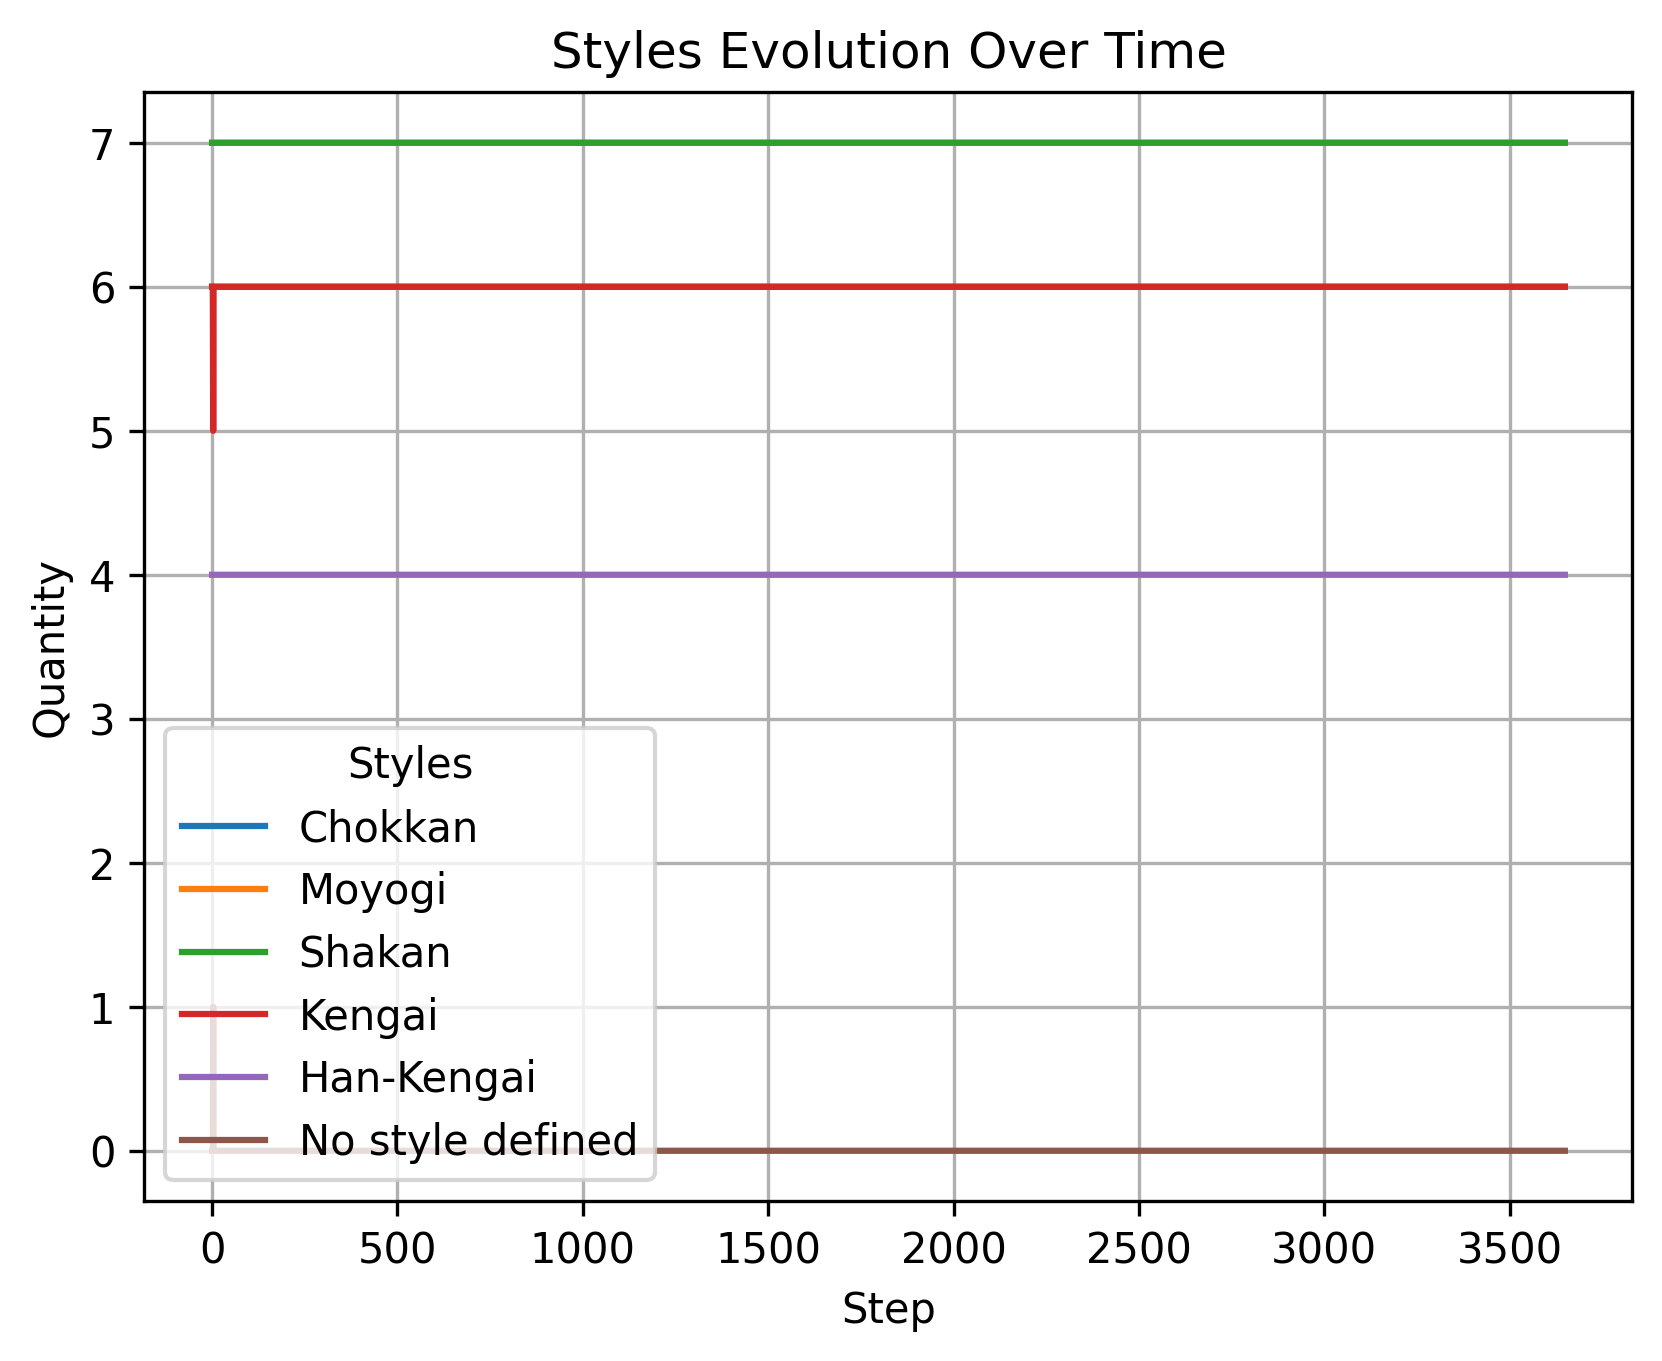 Styles Evolution Over Time
7
6
5
4
3
2
1
0
Quantity
Styles
Chokkan
Moyogi
Shakan
Kengai
Han-Kengai
No style defined
0 500 1000 1500 2000 2500 3000 3500
Step